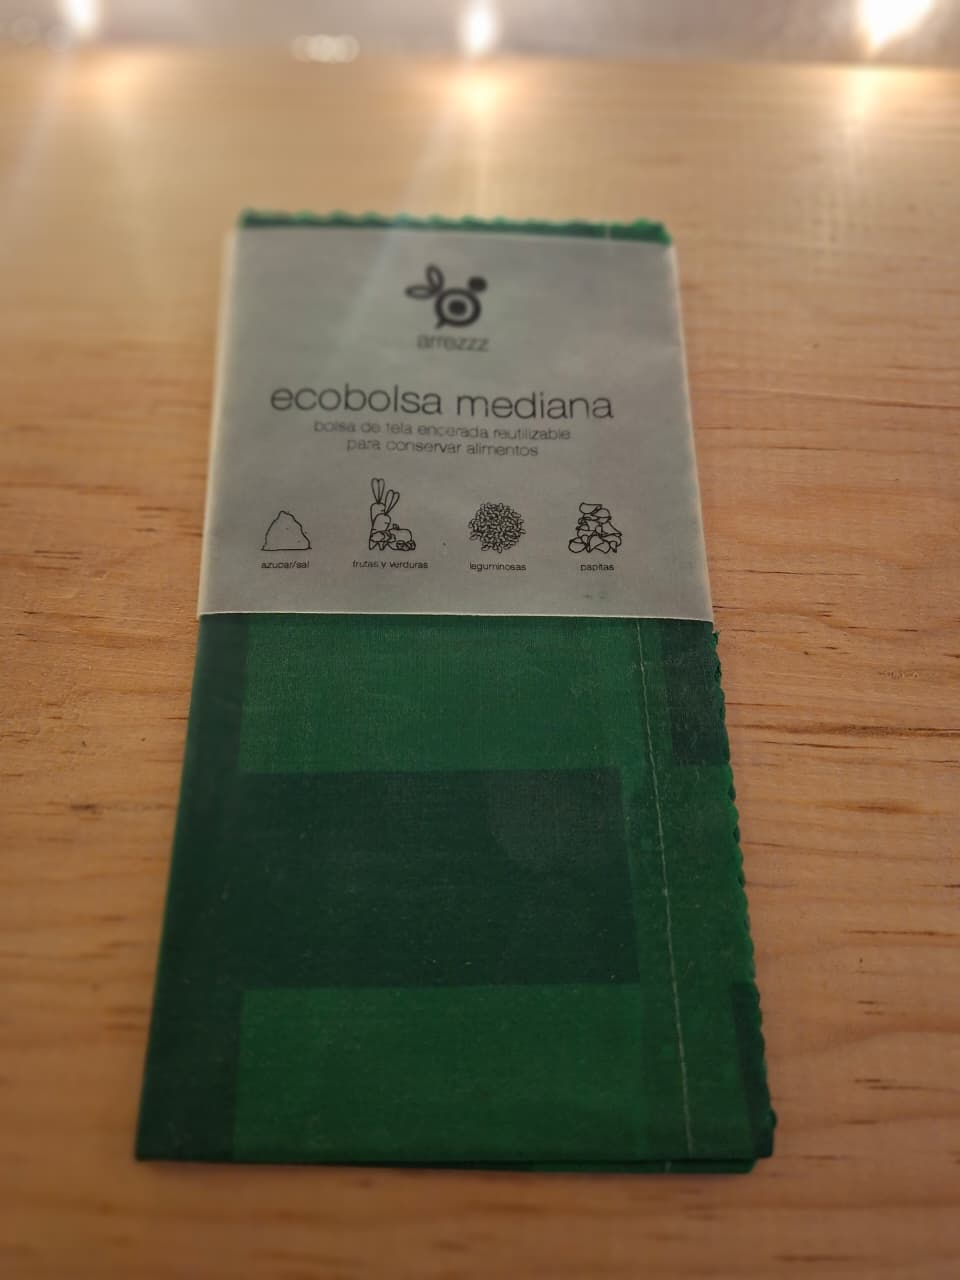 arrezzz
ecobolsa mediana
bolsa de tela encerada reutilizable
para conservar alimentos
azucar/sal
frutas y verduras
leguminosas
papitas